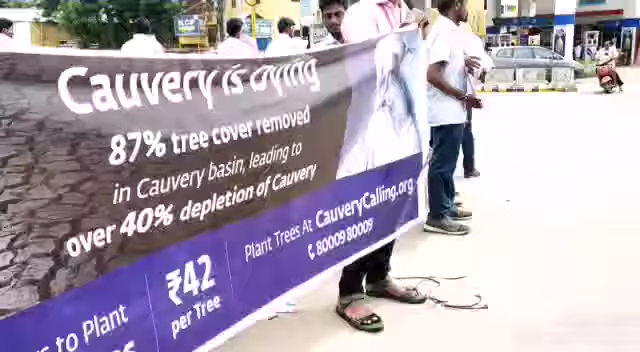 Cauvery is dying
87% tree cover removed
in Cauvery basin, leading to
over 40% depletion of Cauvery
to Plant
₹42
per Tree
Plant Trees At CauveryCalling.org
80009 80009